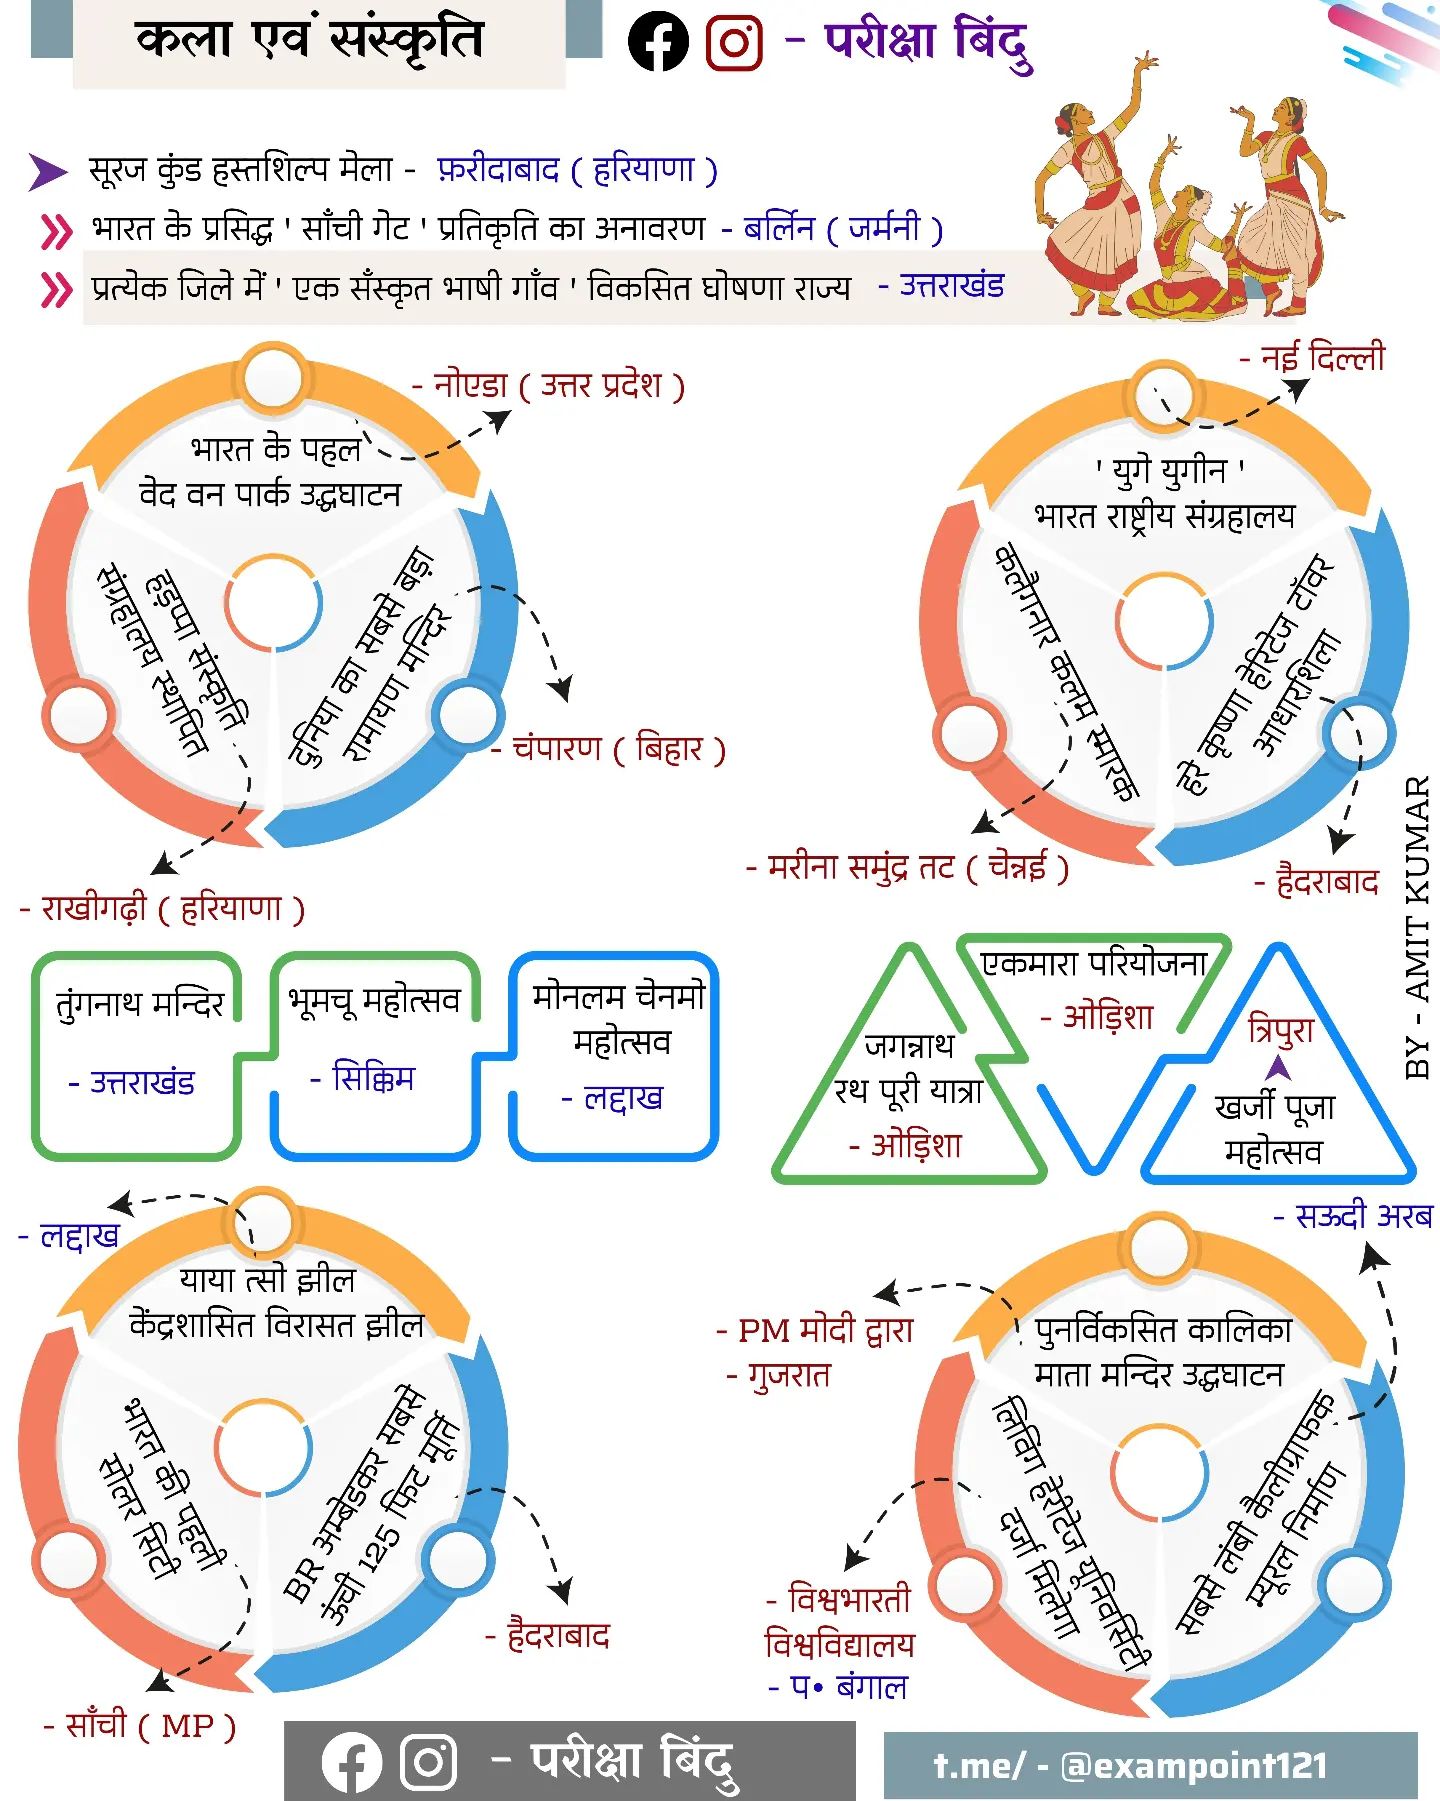 कला एवं संस्कृति
- परीक्षा बिंदु
सूरज कुंड हस्तशिल्प मेला - फ़रीदाबाद ( हरियाणा )
भारत के प्रसिद्ध ' साँची गेट ' प्रतिकृति का अनावरण - बर्लिन ( जर्मनी )
प्रत्येक जिले में ' एक सँस्कृत भाषी गाँव ' विकसित घोषणा राज्य - उत्तराखंड
- नोएडा ( उत्तर प्रदेश )
भारत के पहल
वेद वन पार्क उद्धघाटन
हड़प्पा संस्कृति
संग्रहालय स्थापित
दुनिया का सबसे बड़ा
रामायण मन्दिर
- चंपारण ( बिहार )
- राखीगढ़ी ( हरियाणा )
- नई दिल्ली
' युगे युगीन '
भारत राष्ट्रीय संग्रहालय
कलैगनार कलम स्मारक
हरे कृष्णा हेरिटेज टॉवर
आधारशिला
- मरीना समुंद्र तट ( चेन्नई )
- हैदराबाद
BY - AMIT KUMAR
तुंगनाथ मन्दिर
- उत्तराखंड
भूमचू महोत्सव
- सिक्किम
मोनलम चेनमो
महोत्सव
- लद्दाख
जगन्नाथ
रथ पूरी यात्रा
- ओड़िशा
एकमारा परियोजना
- ओड़िशा
त्रिपुरा
खर्जी पूजा
महोत्सव
- लद्दाख
याया त्सो झील
केंद्रशासित विरासत झील
भारत की पहली
सोलर सिटी
BR अम्बेडकर सबसे
ऊंची 125 फिट मूर्ति
- हैदराबाद
- साँची ( MP )
- सऊदी अरब
- PM मोदी द्वारा
- गुजरात
पुनर्विकसित कालिका
माता मन्दिर उद्धघाटन
लिविंग हेरीटेज यूनिवर्सिटी
दर्जा मिलेगा
सबसे लंबी कैलीग्राफक
म्यूरल निर्माण
- विश्वभारती
विश्वविद्यालय
- प• बंगाल
- परीक्षा बिंदु
t.me/ - @exampoint121